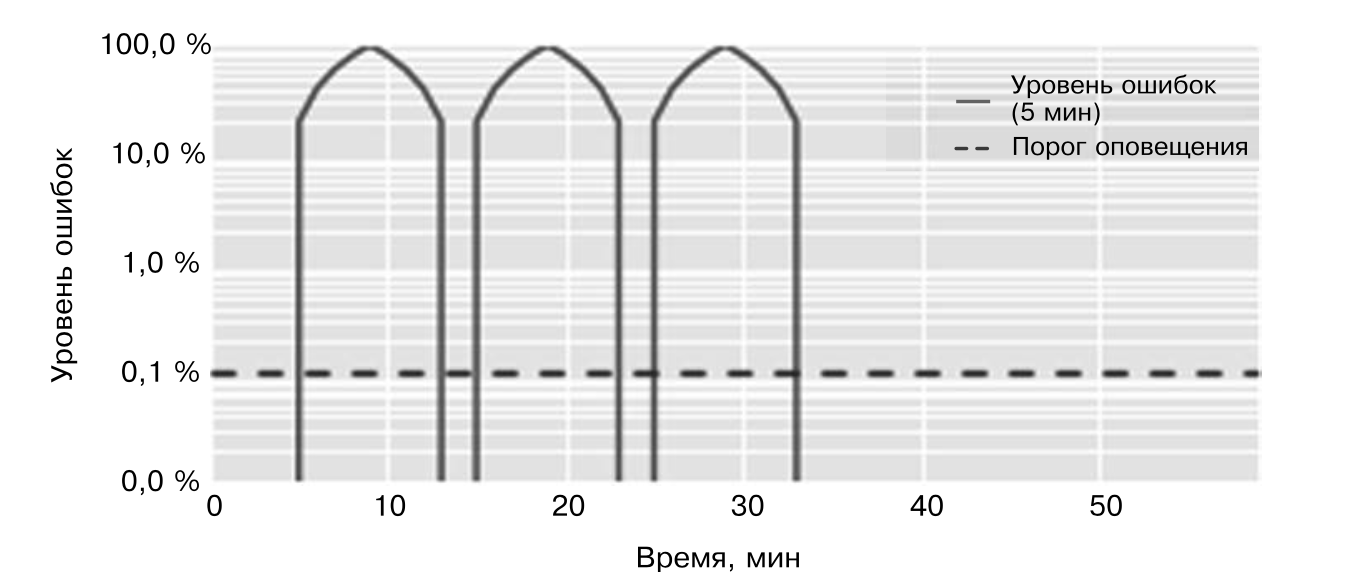 100,0 %
10,0 %
1,0 %
0,1 %
0,0 %
Уровень ошибок
Уровень ошибок
(5 мин)
Порог оповещения
0 10 20 30 40 50
Время, мин